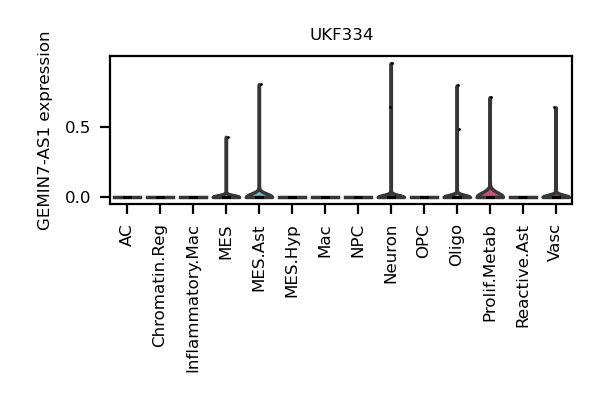 UKF334
GEMIN7-AS1 expression
0.5
0.0
AC
Chromatin.Reg
Inflammatory.Mac
MES
MES.Ast
MES.Hyp
Mac
NPC
Neuron
OPC
Oligo
Prolif.Metab
Reactive.Ast
Vasc